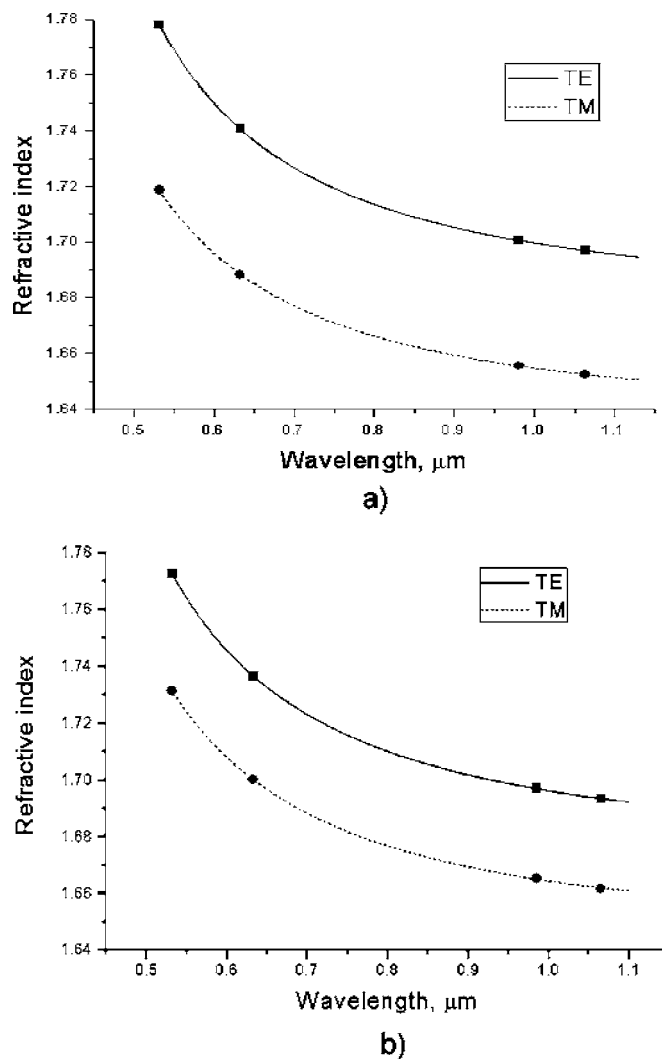 1.78
1.76
1.74
1.72
1.70
1.68
1.66
1.64
Refractive index
TE
TM
0.5 0.6 0.7 0.8 0.9 1.0 1.1
Wavelength, μm
a)
1.78
1.76
1.74
1.72
1.70
1.68
1.66
1.64
Refractive index
TE
TM
0.5 0.6 0.7 0.8 0.9 1.0 1.1
Wavelength, μm
b)